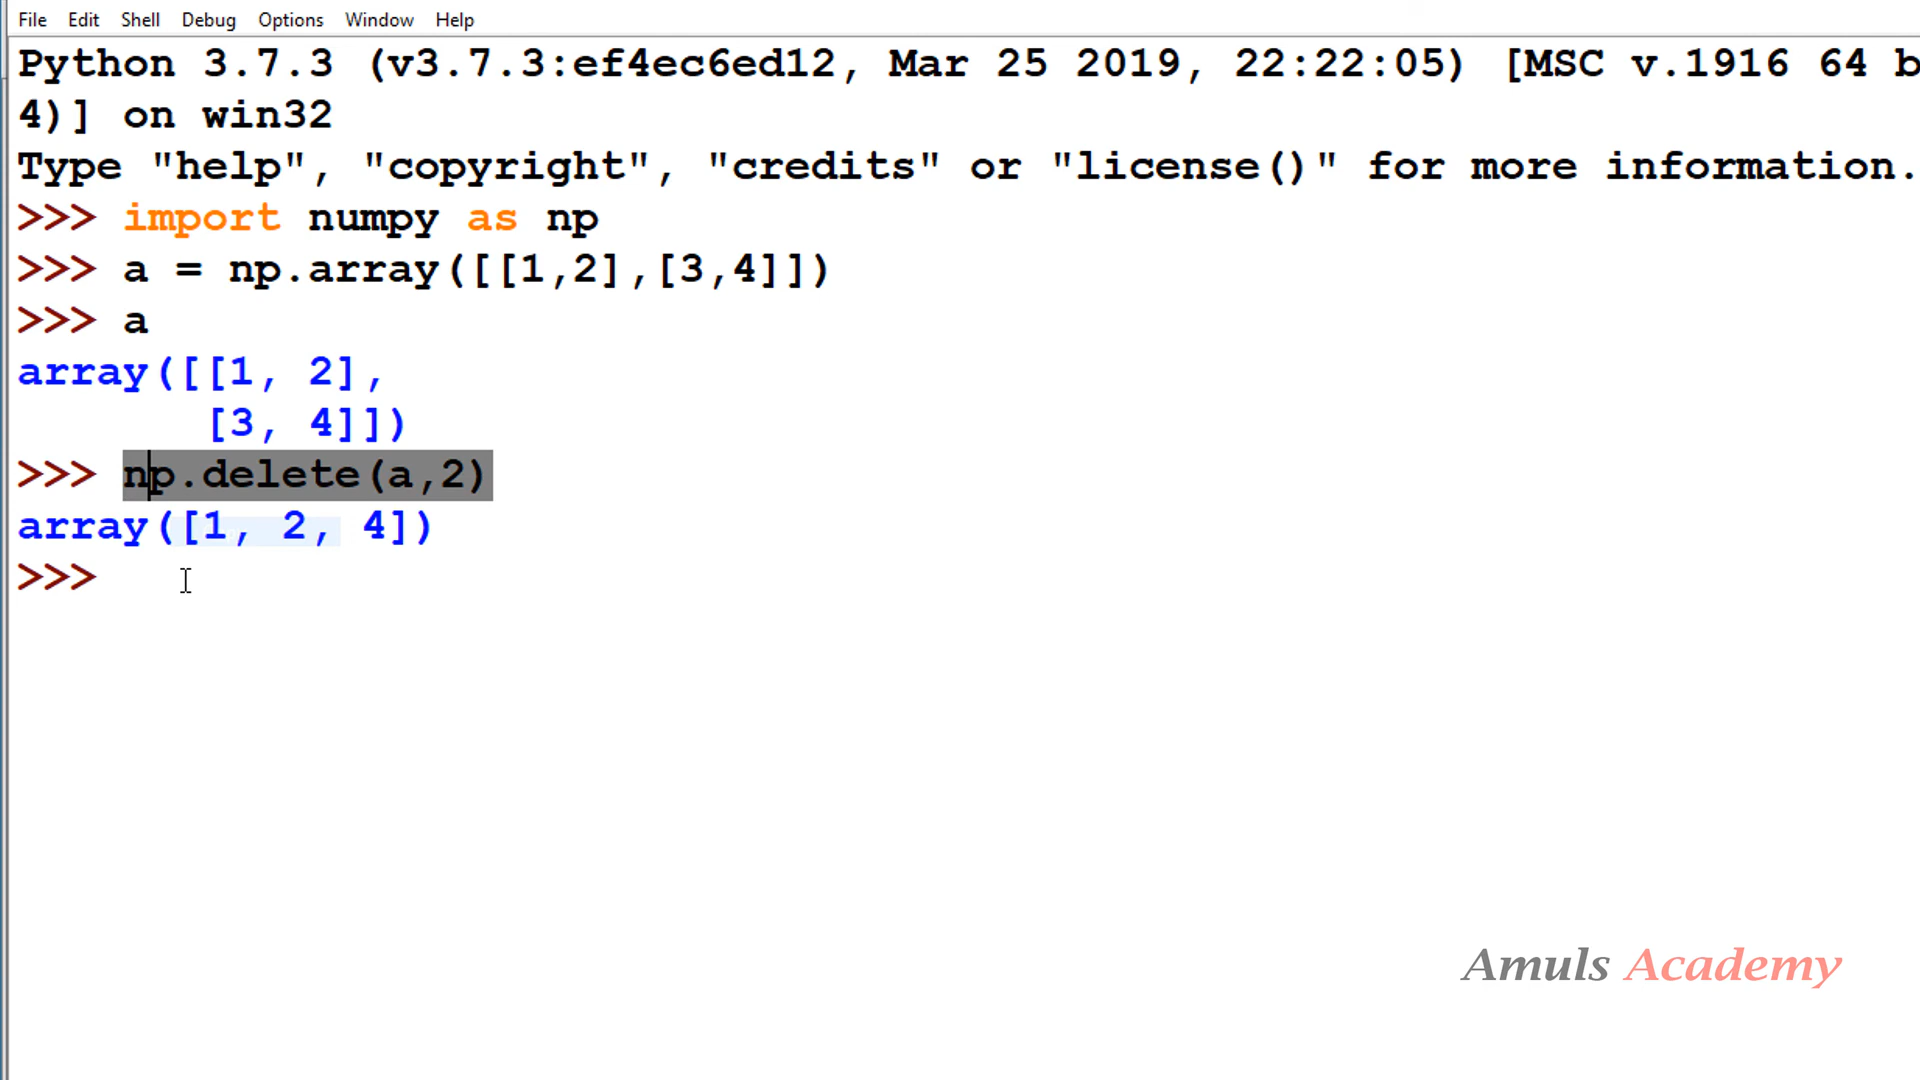 File Edit Shell Debug Options Window Help
Python 3.7.3 (v3.7.3:ef4ec6ed12, Mar 25 2019, 22:22:05) [MSC v.1916 64 b
4)] on win32
Type "help", "copyright", "credits" or "license()" for more information.
>>> import numpy as np
>>> a = np.array([[1,2],[3,4]])
>>> a
array([[1, 2],
       [3, 4]])
>>> np.delete(a,2)
array([1, 2, 4])
>>>
Amuls Academy